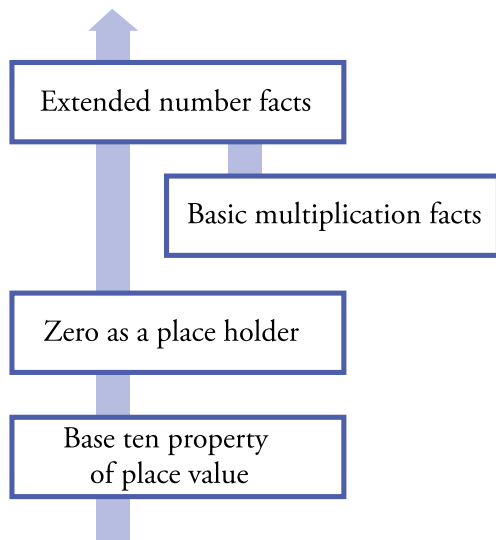 Extended number facts
Basic multiplication facts
Zero as a place holder
Base ten property
of place value